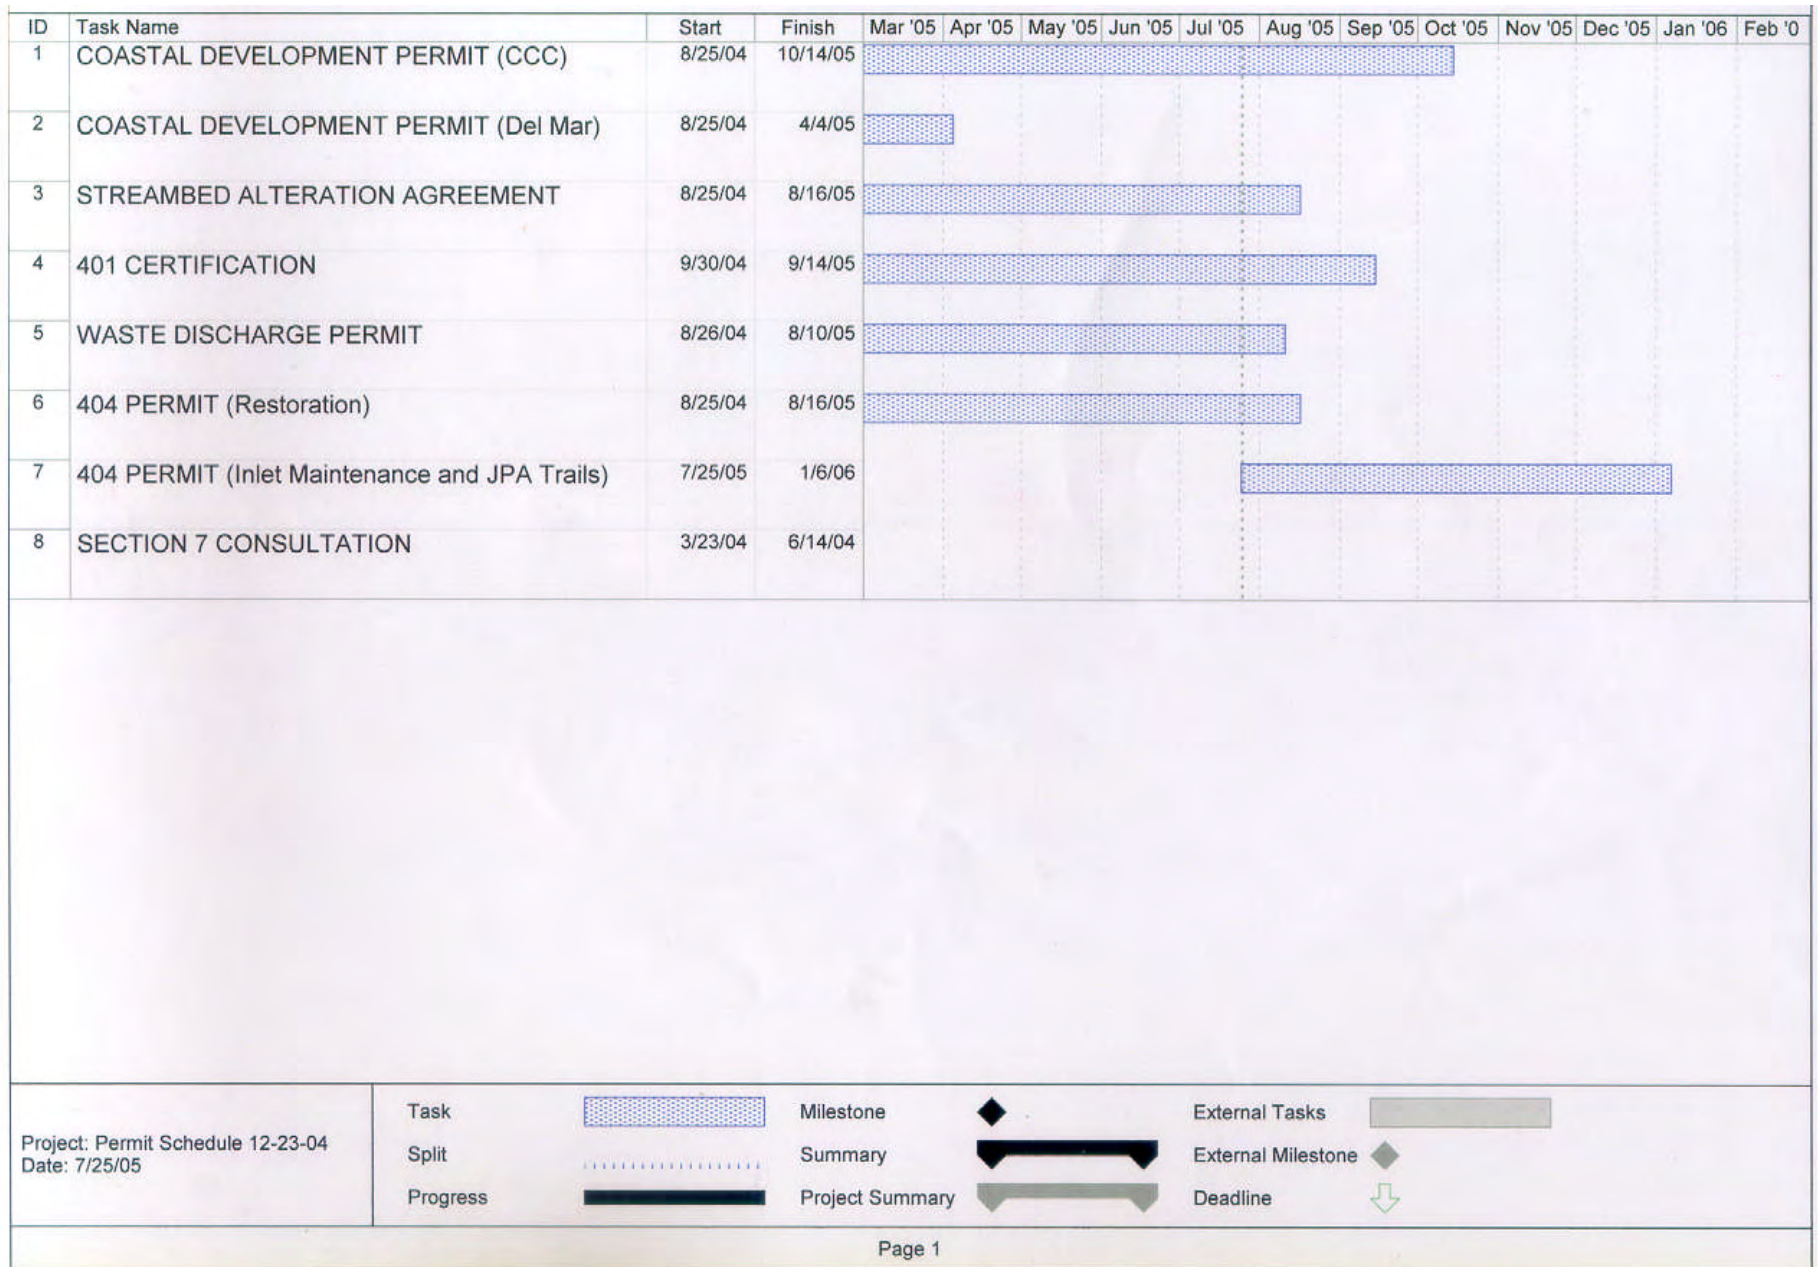 ID Task Name Start Finish Mar '05 Apr '05 May '05 Jun '05 Jul '05 Aug '05 Sep '05 Oct '05 Nov '05 Dec '05 Jan '06 Feb '0
1 COASTAL DEVELOPMENT PERMIT (CCC) 8/25/04 10/14/05
2 COASTAL DEVELOPMENT PERMIT (Del Mar) 8/25/04 4/4/05
3 STREAMBED ALTERATION AGREEMENT 8/25/04 8/16/05
4 401 CERTIFICATION 9/30/04 9/14/05
5 WASTE DISCHARGE PERMIT 8/26/04 8/10/05
6 404 PERMIT (Restoration) 8/25/04 8/16/05
7 404 PERMIT (Inlet Maintenance and JPA Trails) 7/25/05 1/6/06
8 SECTION 7 CONSULTATION 3/23/04 6/14/04
Project: Permit Schedule 12-23-04
Date: 7/25/05
Task Milestone External Tasks
Split Summary External Milestone
Progress Project Summary Deadline
Page 1